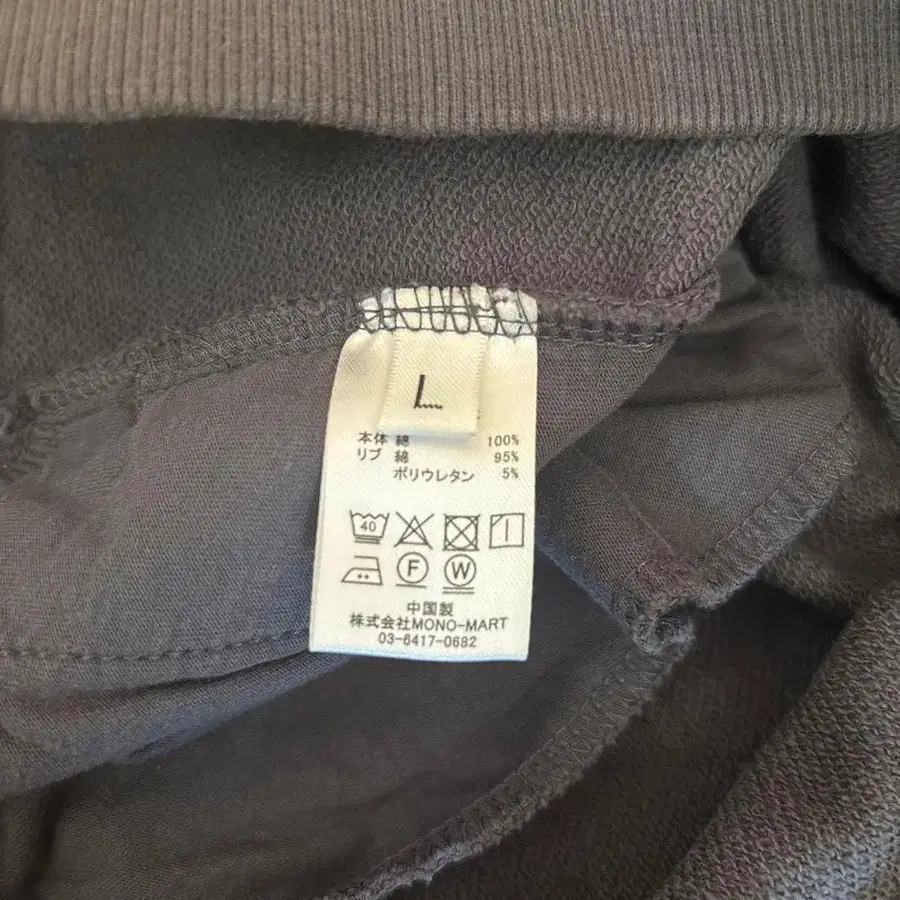 L
本体 綿 100%
リブ 綿 95%
ポリウレタン 5%
40
F W
中国製
株式会社MONO-MART
03-6417-0682